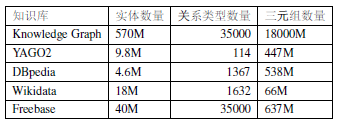 知识库 实体数量 关系类型数量 三元组数量
Knowledge Graph 570M 35000 18000M
YAGO2 9.8M 114 447M
DBpedia 4.6M 1367 538M
Wikidata 18M 1632 66M
Freebase 40M 35000 637M